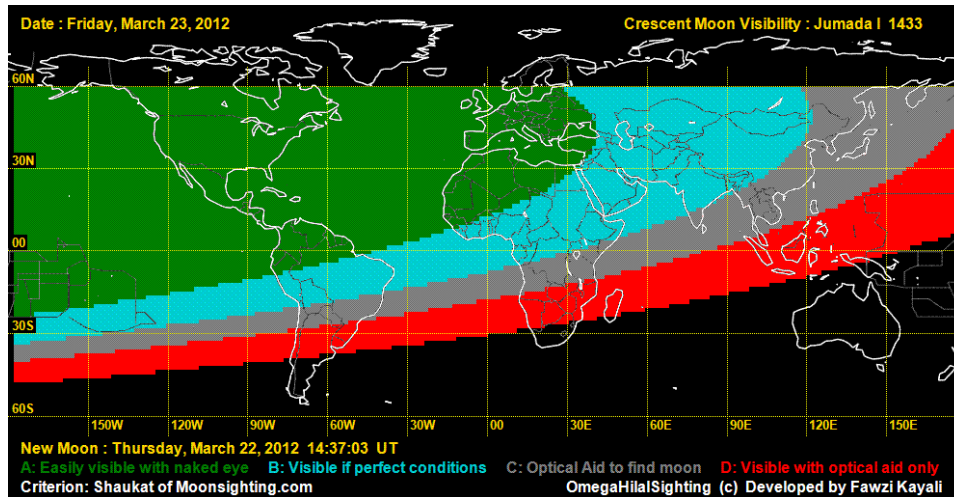 Date : Friday, March 23, 2012 Crescent Moon Visibility : Jumada I 1433
60N
30N
00
30S
60S
150W 120W 90W 60W 30W 00 30E 60E 90E 120E 150E
New Moon : Thursday, March 22, 2012 14:37:03 UT
A: Easily visible with naked eye B: Visible if perfect conditions C: Optical Aid to find moon D: Visible with optical aid only
Criterion: Shaukat of Moonsighting.com OmegaHilalSighting (c) Developed by Fawzi Kayali